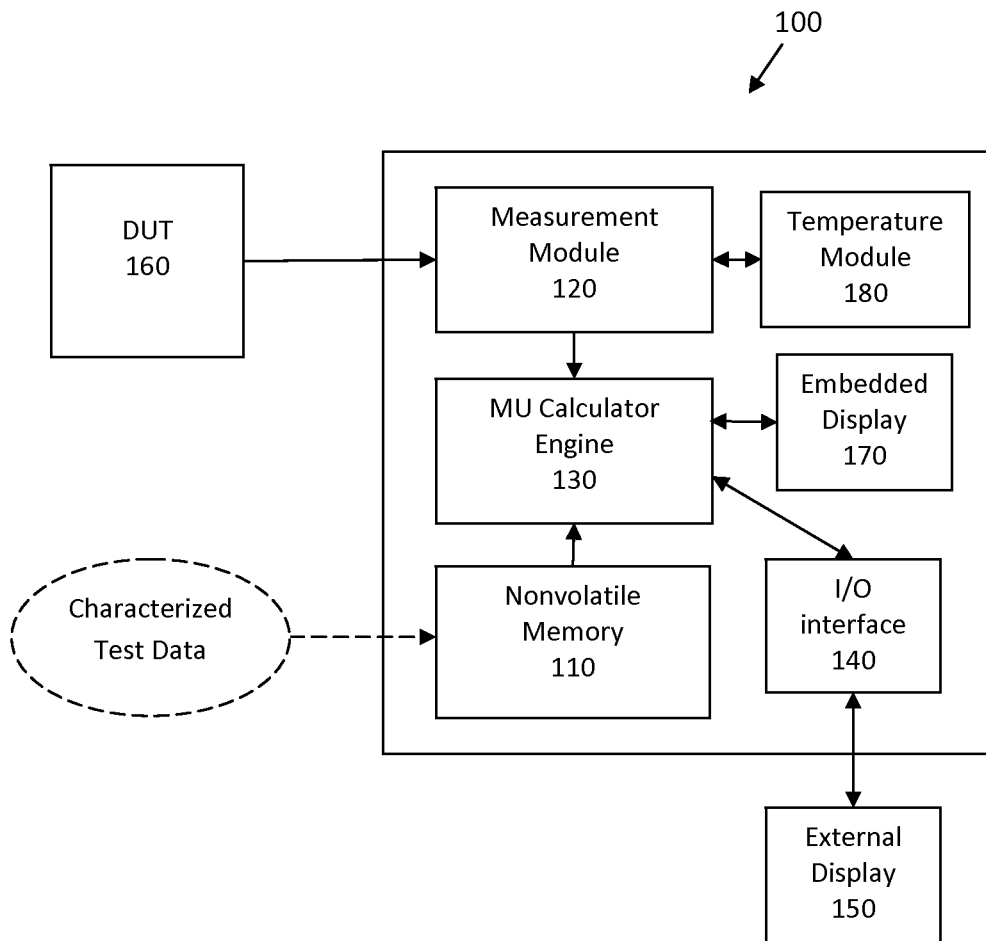 100
DUT
160
Measurement
Module
120
Temperature
Module
180
MU Calculator
Engine
130
Embedded
Display
170
Characterized
Test Data
Nonvolatile
Memory
110
I/O
interface
140
External
Display
150